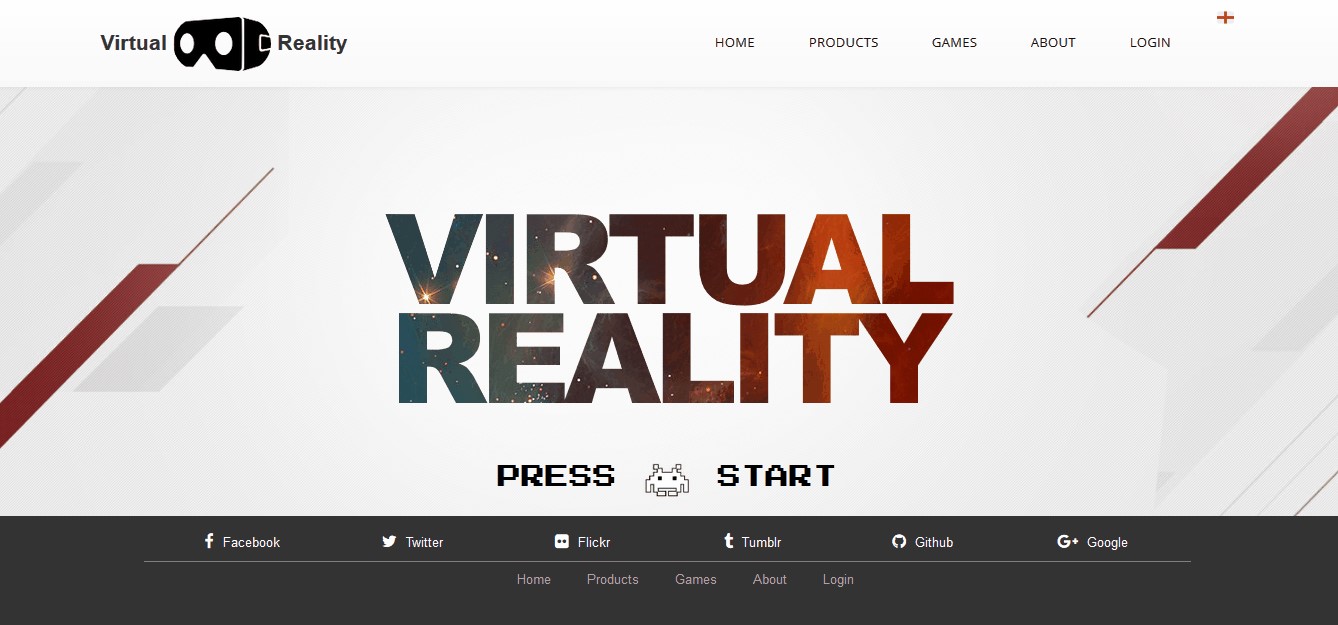 Virtual Reality
HOME PRODUCTS GAMES ABOUT LOGIN
VIRTUAL
REALITY
PRESS START
Facebook Twitter Flickr Tumblr Github Google
Home Products Games About Login